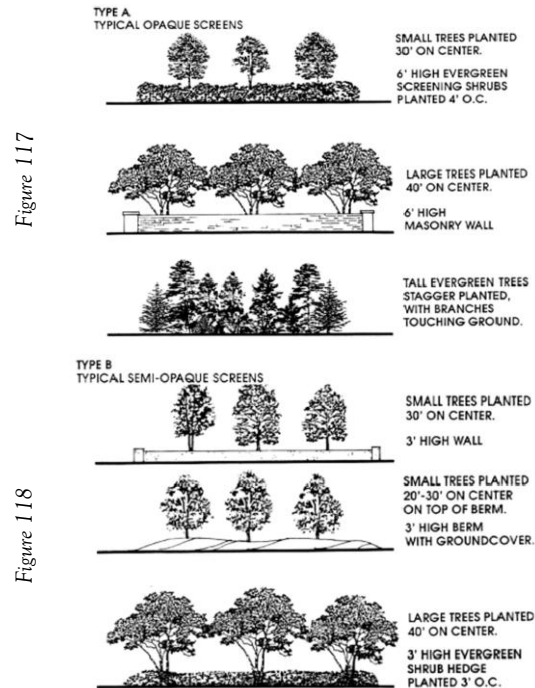 TYPE A
TYPICAL OPAQUE SCREENS
SMALL TREES PLANTED
30' ON CENTER.
6' HIGH EVERGREEN
SCREENING SHRUBS
PLANTED 4' O.C.
Figure 117
LARGE TREES PLANTED
40' ON CENTER.
6' HIGH
MASONRY WALL
TALL EVERGREEN TREES
STAGGER PLANTED,
WITH BRANCHES
TOUCHING GROUND.
TYPE B
TYPICAL SEMI-OPAQUE SCREENS
SMALL TREES PLANTED
30' ON CENTER.
3' HIGH WALL
Figure 118
SMALL TREES PLANTED
20'-30' ON CENTER
ON TOP OF BERM.
3' HIGH BERM
WITH GROUNDCOVER.
LARGE TREES PLANTED
40' ON CENTER.
3' HIGH EVERGREEN
SHRUB HEDGE
PLANTED 3' O.C.